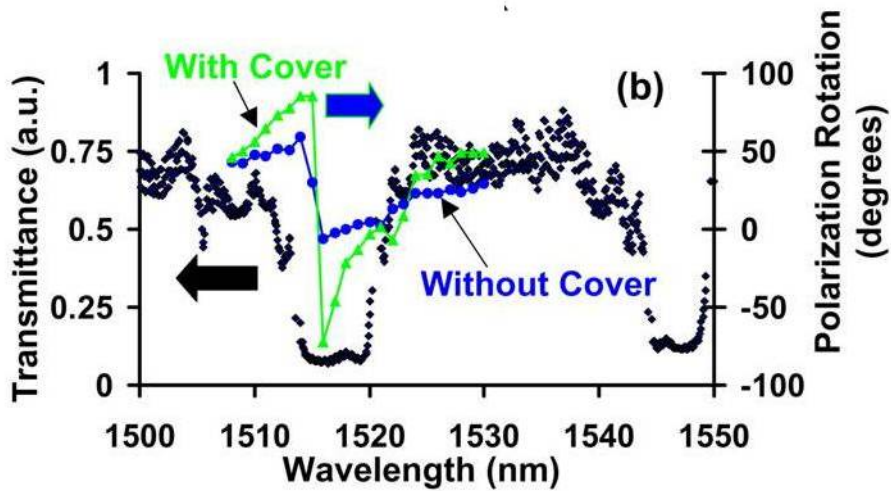 With Cover
(b)
Without Cover
Transmittance (a.u.)
1
0.75
0.5
0.25
0
100
50
0
-50
-100
Polarization Rotation
(degrees)
1500
1510
1520
1530
1540
1550
Wavelength (nm)